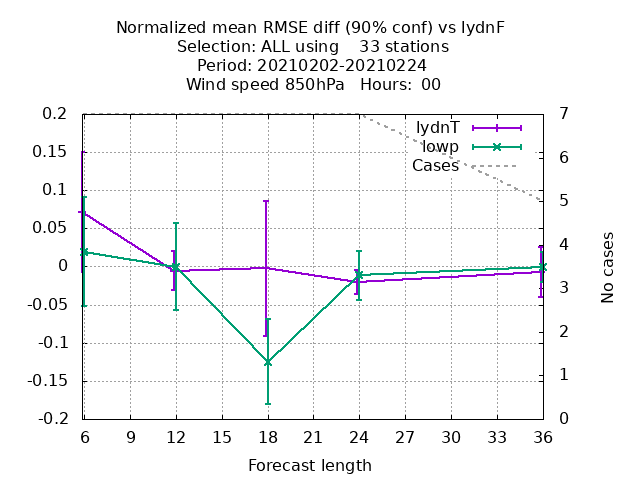 Normalized mean RMSE diff (90% conf) vs lydnF
Selection: ALL using    33 stations
Period: 20210202-20210224
Wind speed 850hPa   Hours:  00
0.2
0.15
0.1
0.05
0
-0.05
-0.1
-0.15
-0.2
lydnT
lowp
Cases
7
6
5
4
3
2
1
0
No cases
6 9 12 15 18 21 24 27 30 33 36
Forecast length